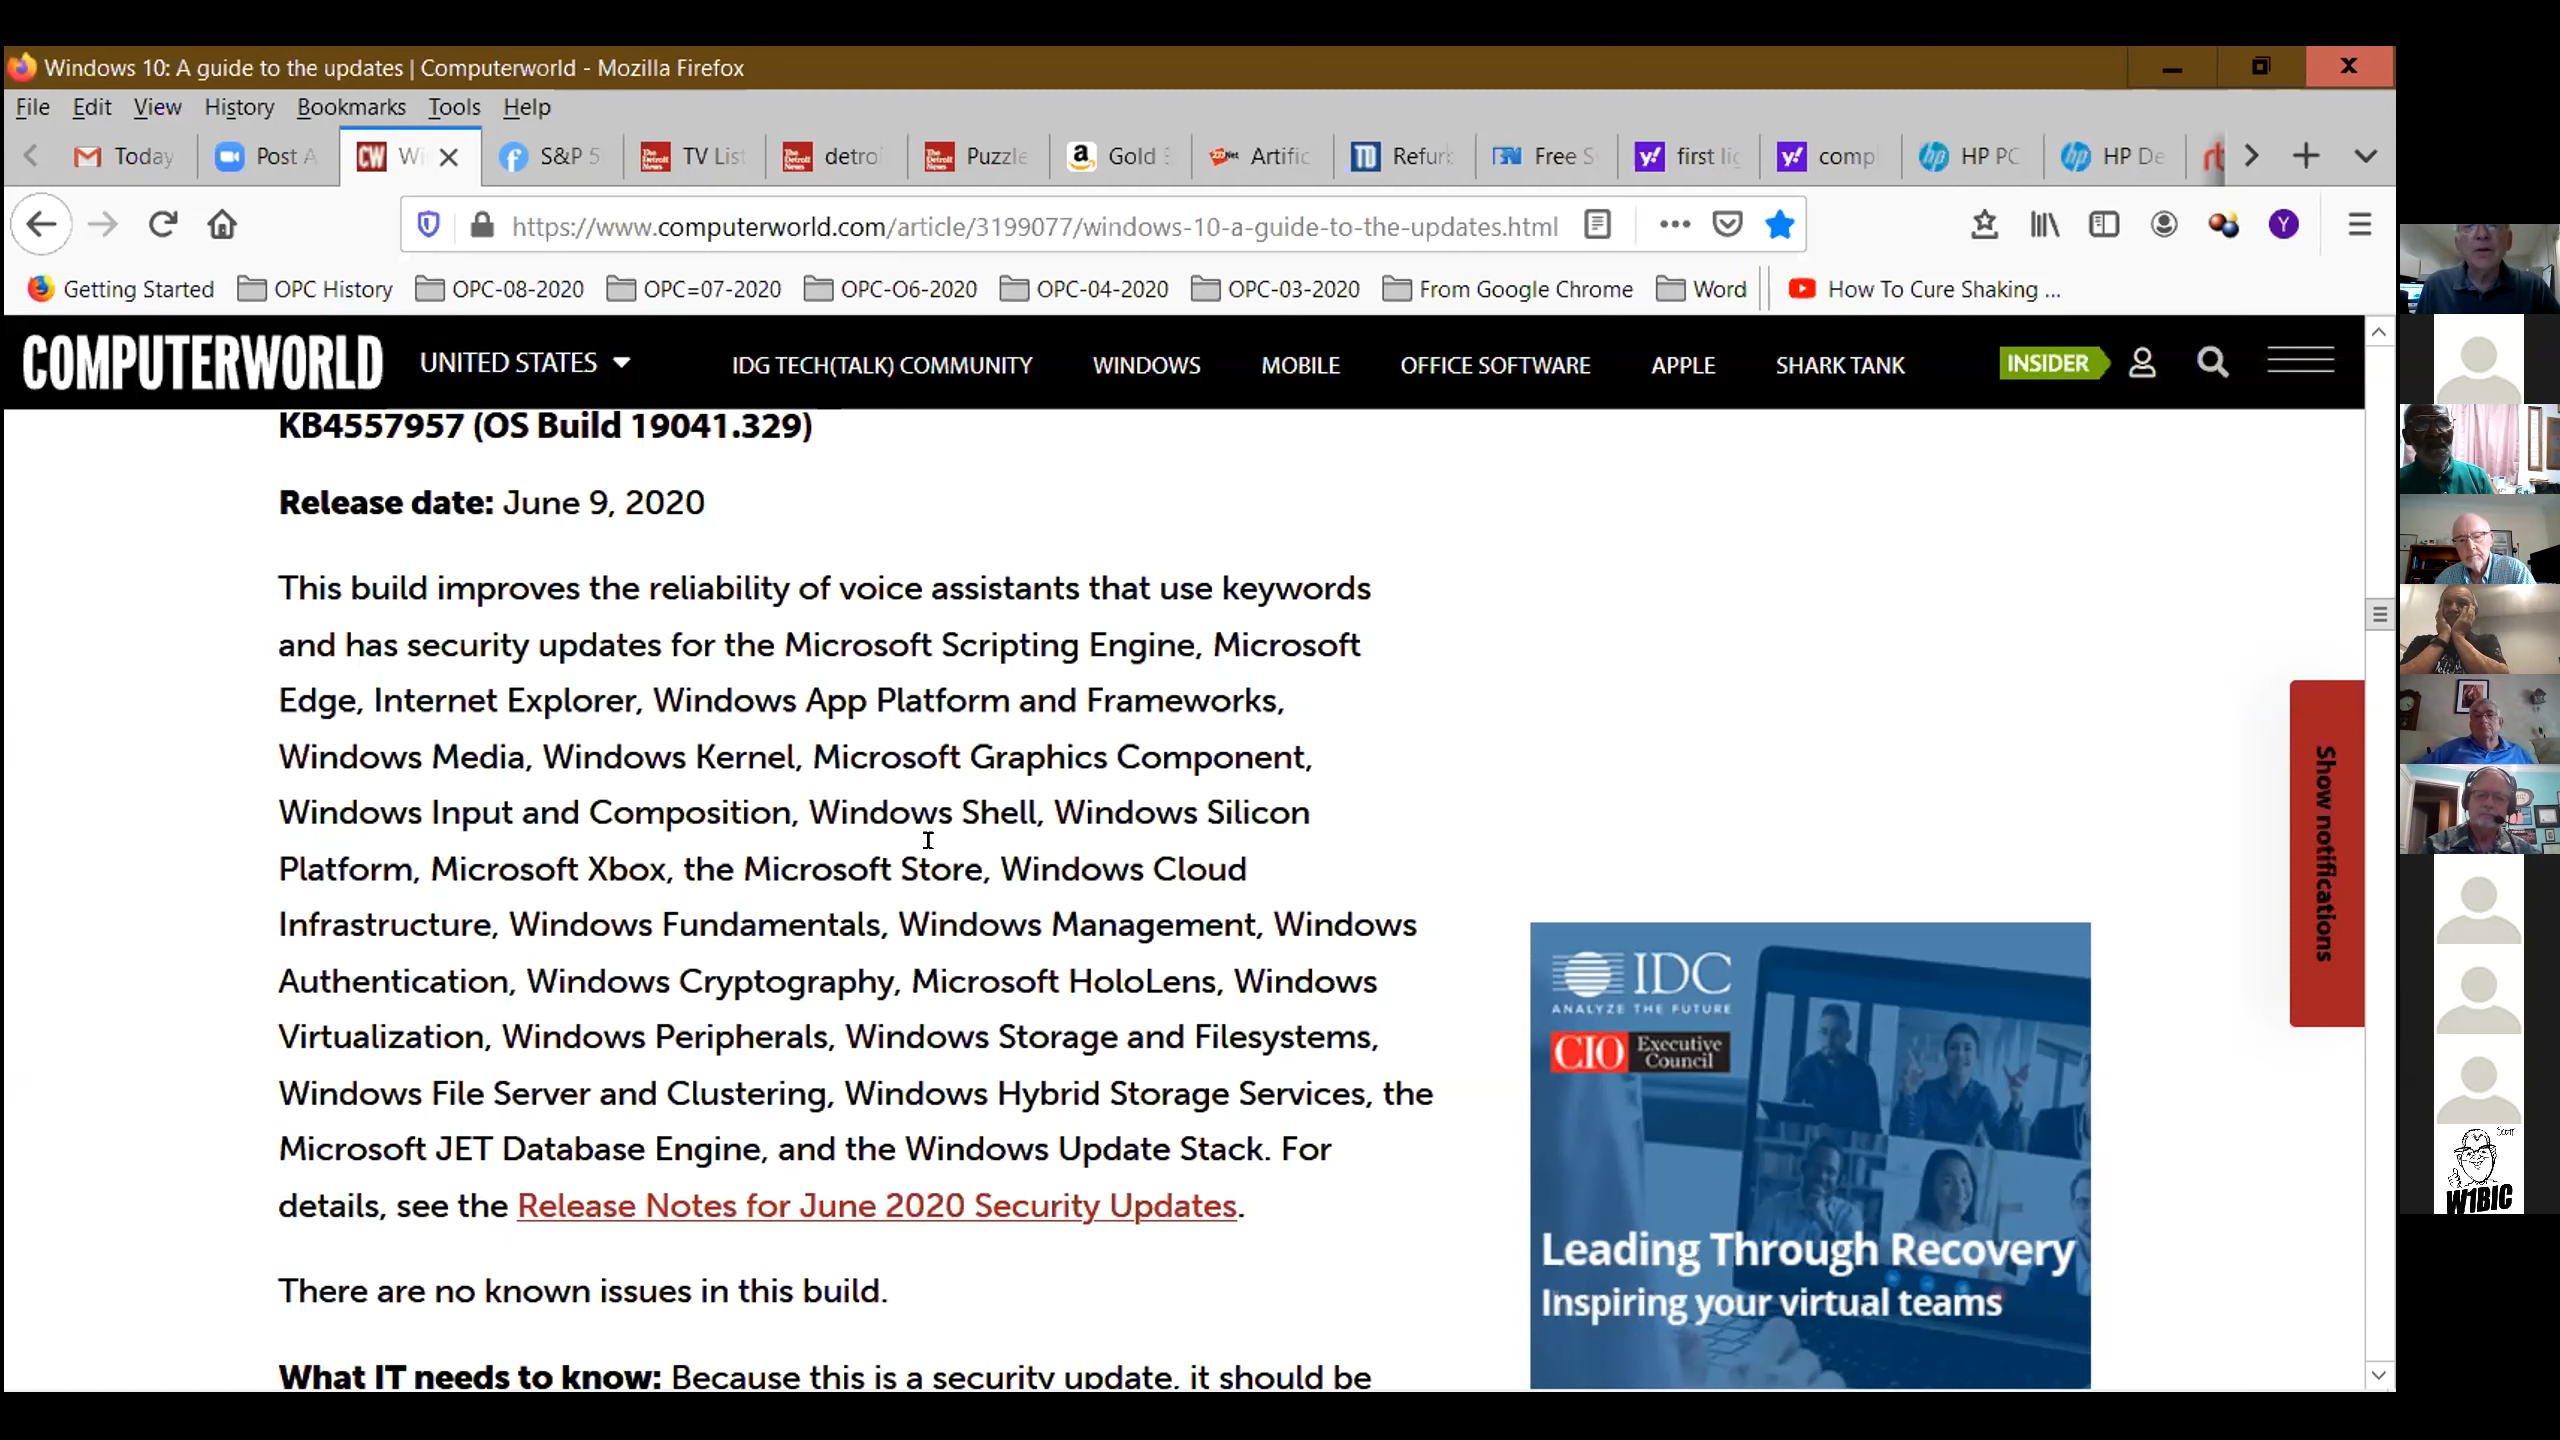 Windows 10: A guide to the updates | Computerworld - Mozilla Firefox
File Edit View History Bookmarks Tools Help
Today Post A CW Wi S&P 5 TV List detro Puzzle Gold Artific Refurk Free S first lig comp HP PC HP De
https://www.computerworld.com/article/3199077/windows-10-a-guide-to-the-updates.html Y
Getting Started OPC History OPC-08-2020 OPC=07-2020 OPC-O6-2020 OPC-04-2020 OPC-03-2020 From Google Chrome Word How To Cure Shaking ...
COMPUTERWORLD UNITED STATES IDG TECH(TALK) COMMUNITY WINDOWS MOBILE OFFICE SOFTWARE APPLE SHARK TANK INSIDER
KB4557957 (OS Build 19041.329)
Release date: June 9, 2020
This build improves the reliability of voice assistants that use keywords
and has security updates for the Microsoft Scripting Engine, Microsoft
Edge, Internet Explorer, Windows App Platform and Frameworks,
Windows Media, Windows Kernel, Microsoft Graphics Component,
Windows Input and Composition, Windows Shell, Windows Silicon
Platform, Microsoft Xbox, the Microsoft Store, Windows Cloud
Infrastructure, Windows Fundamentals, Windows Management, Windows
Authentication, Windows Cryptography, Microsoft HoloLens, Windows
Virtualization, Windows Peripherals, Windows Storage and Filesystems,
Windows File Server and Clustering, Windows Hybrid Storage Services, the
Microsoft JET Database Engine, and the Windows Update Stack. For
details, see the Release Notes for June 2020 Security Updates.
There are no known issues in this build.
What IT needs to know: Because this is a security update, it should be
IDC
ANALYZE THE FUTURE
CIO Executive
Council
Leading Through Recovery
Inspiring your virtual teams
Show notifications
Scott
W1BIC